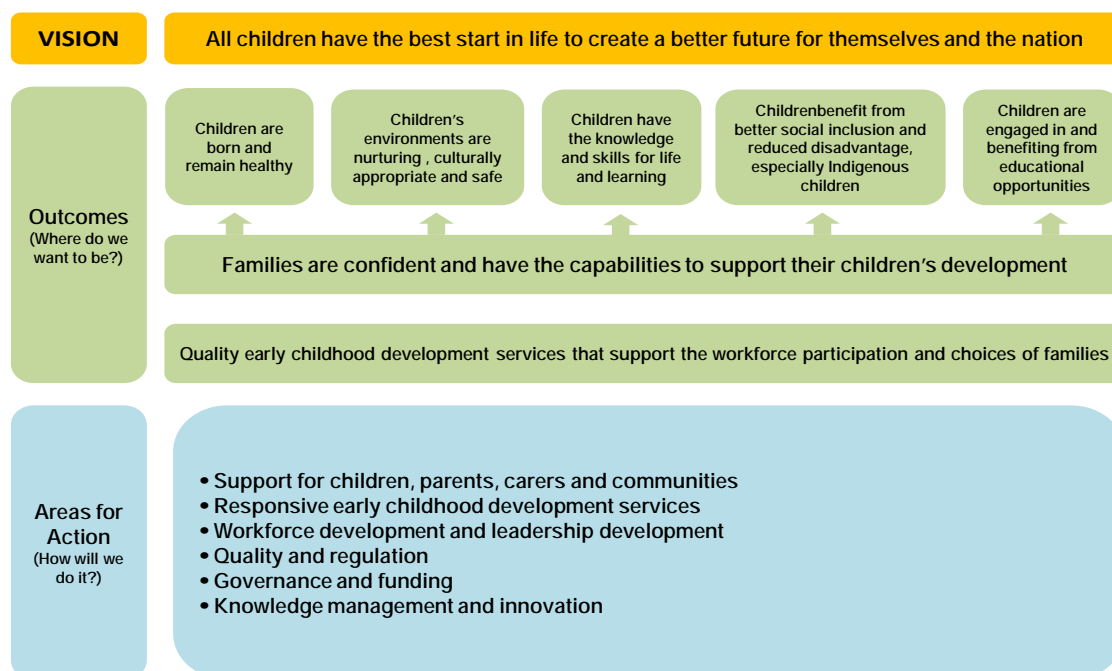 VISION
All children have the best start in life to create a better future for themselves and the nation
Outcomes
(Where do we
want to be?)
Children are
born and
remain healthy
Children's
environments are
nurturing , culturally
appropriate and safe
Children have
the knowledge
and skills for life
and learning
Childrenbenefit from
better social inclusion and
reduced disadvantage,
especially Indigenous
children
Children are
engaged in and
benefiting from
educational
opportunities
Families are confident and have the capabilities to support their children's development
Quality early childhood development services that support the workforce participation and choices of families
Areas for
Action
(How will we
do it?)
• Support for children, parents, carers and communities
• Responsive early childhood development services
• Workforce development and leadership development
• Quality and regulation
• Governance and funding
• Knowledge management and innovation